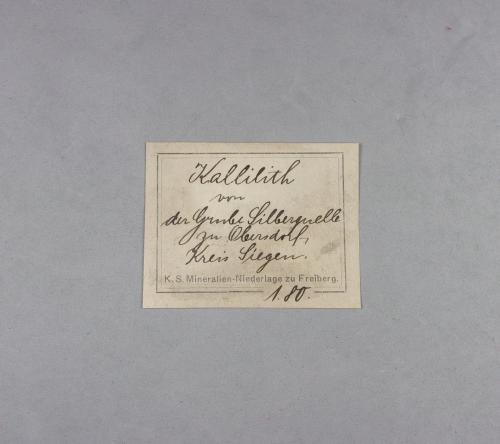 Kallilith
von
der Grube Silberquelle
zu Obersdorf,
Kreis Siegen.
K. S. Mineralien-Niederlage zu Freiberg.
1.80.